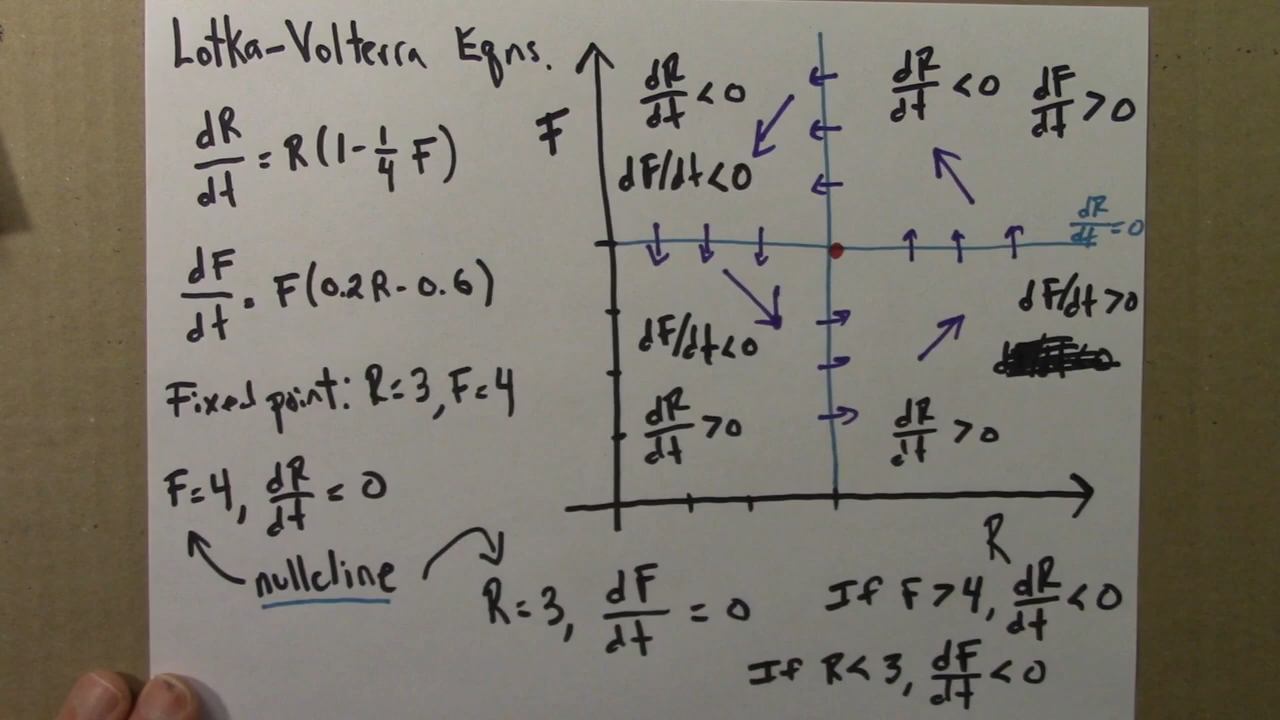 Lotka-Volterra Eqns.
dR/dt = R(1-1/4 F)
dF/dt = F(0.2R-0.6)
Fixed point: R=3, F=4
F=4, dR/dt = 0
nullcline
R=3, dF/dt = 0
F
dR/dt <0
dF/dt<0
dR/dt <0 dF/dt >0
dR/dt =0
dF/dt<0
dR/dt >0
dF/dt>0
dR/dt >0
R
If F>4, dR/dt <0
If R<3, dF/dt <0